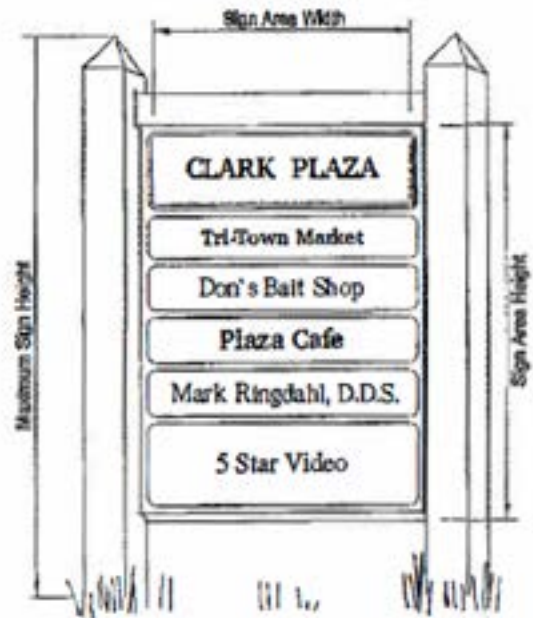 Sign Area Width
Maximum Sign Height
CLARK PLAZA
Tri-Town Market
Don's Bait Shop
Plaza Cafe
Mark Ringdahl, D.D.S.
5 Star Video
Sign Area Height